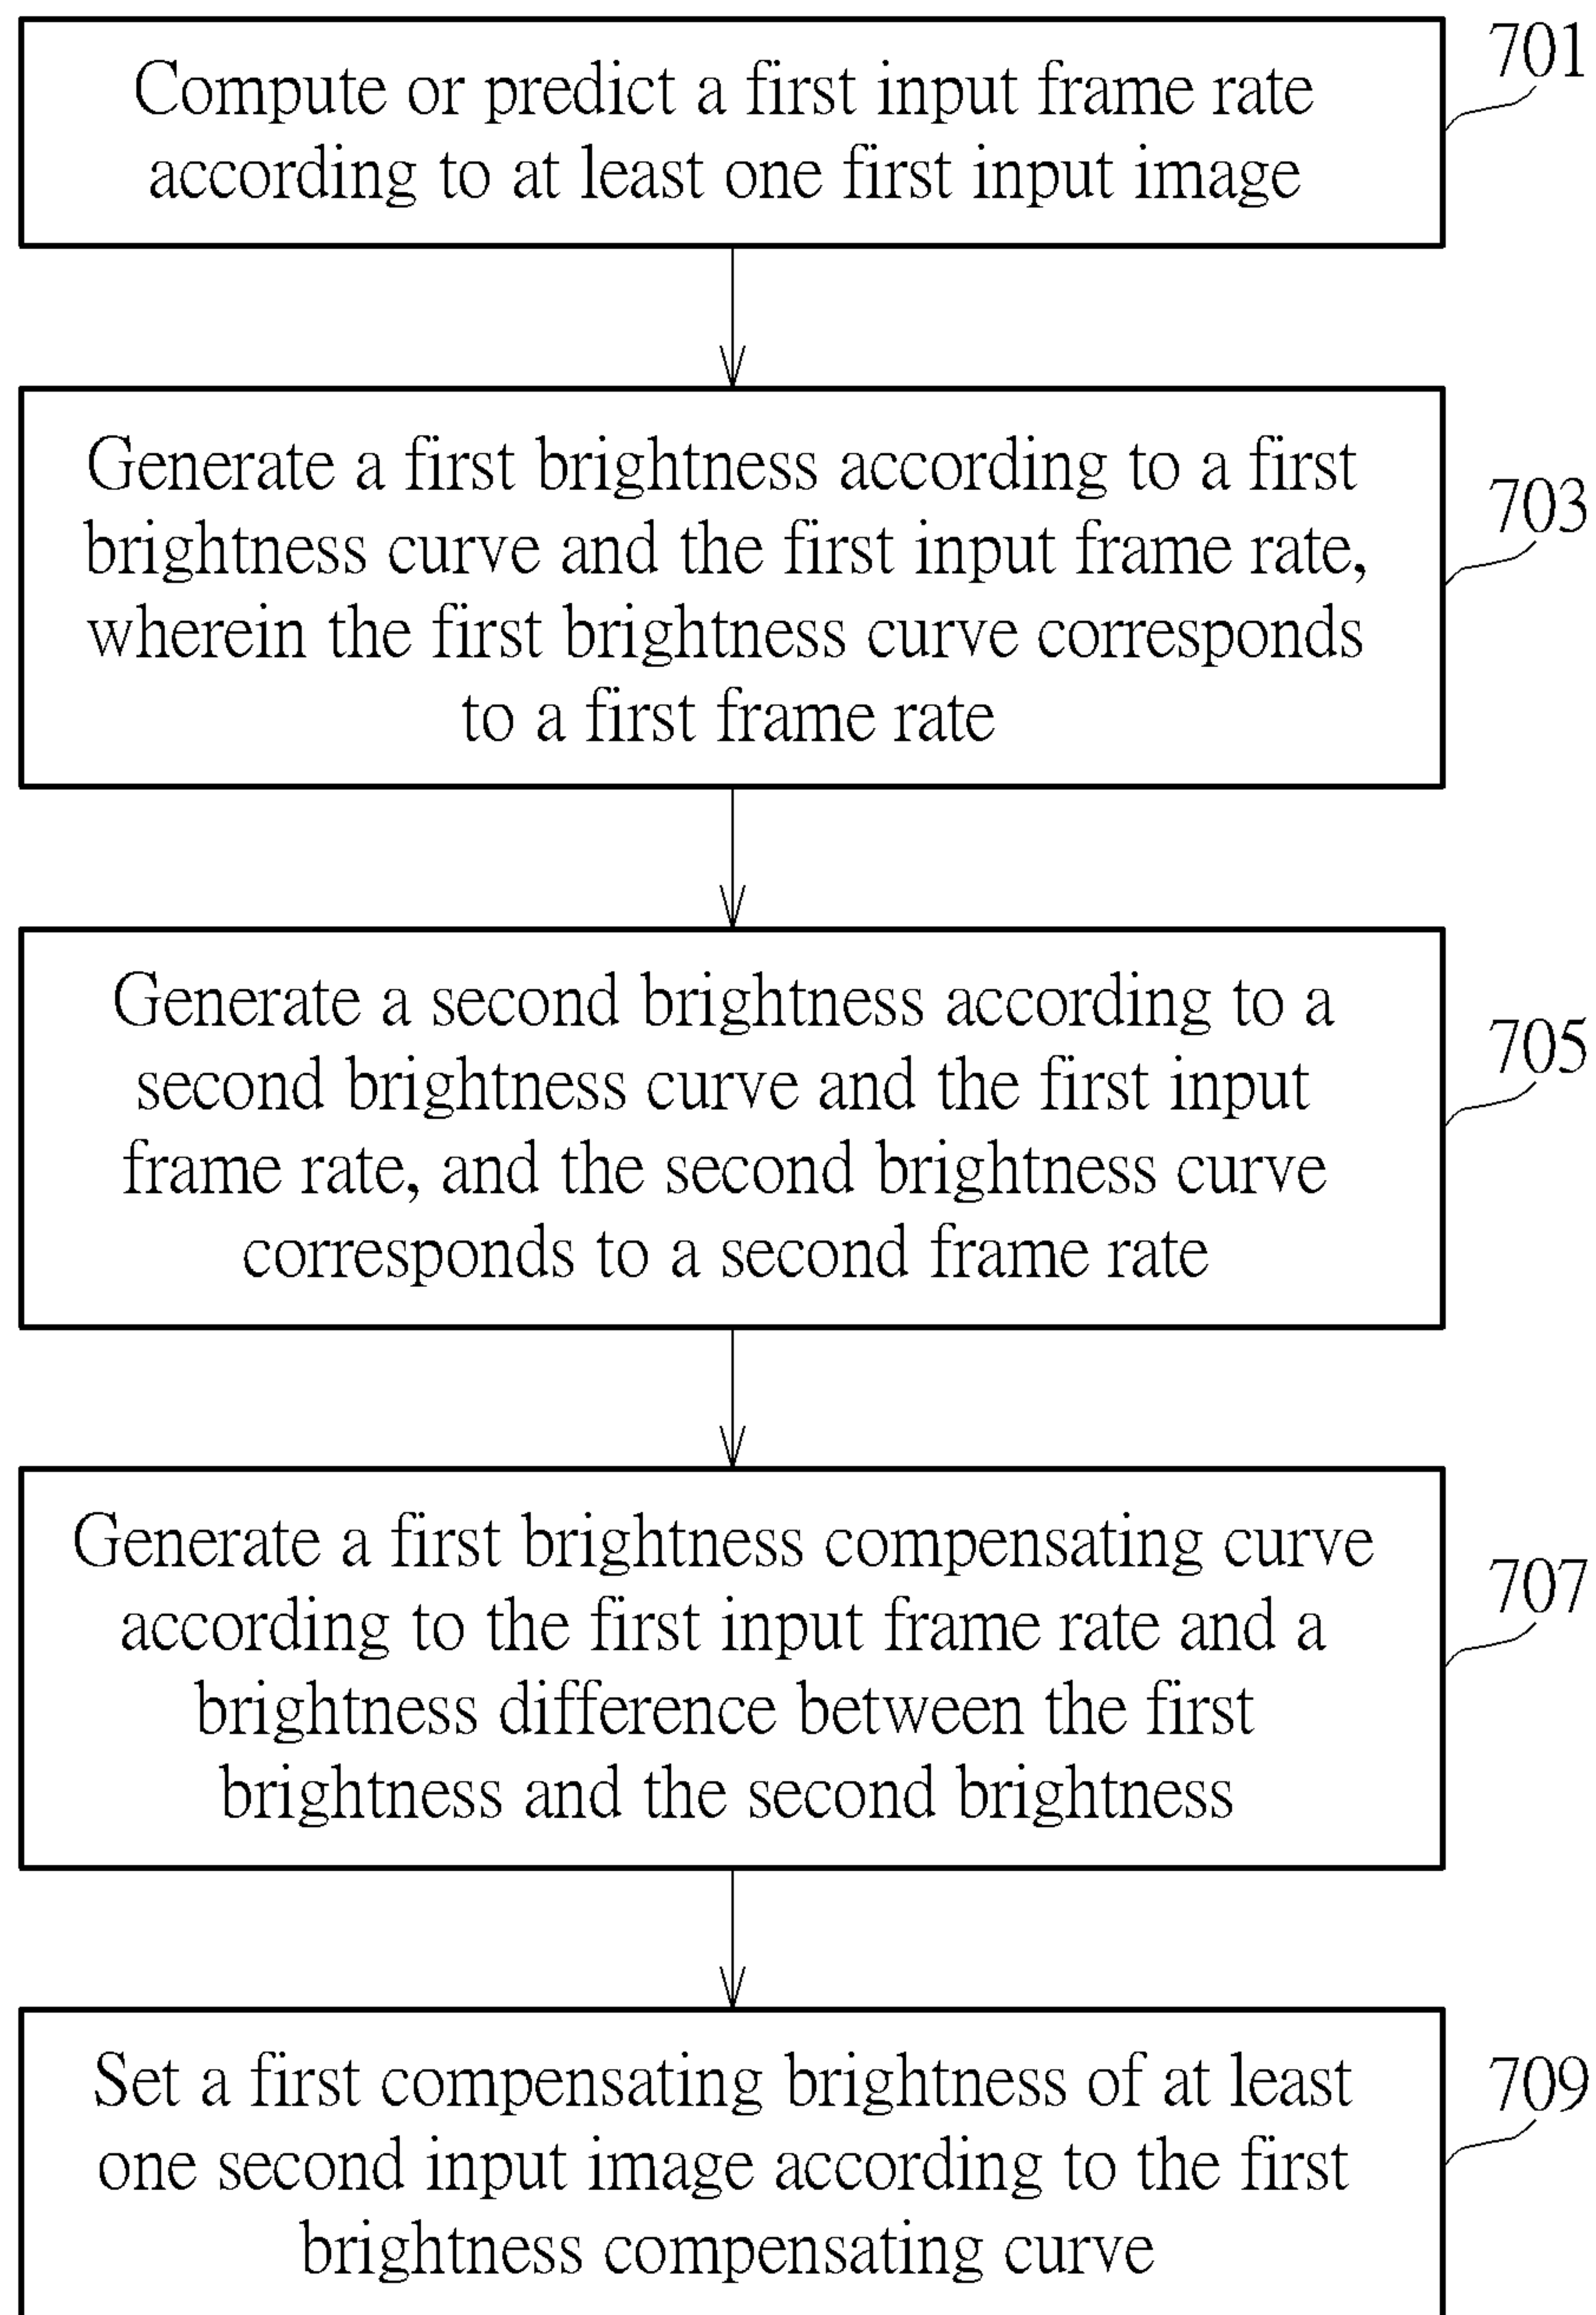 Compute or predict a first input frame rate
according to at least one first input image
701
Generate a first brightness according to a first
brightness curve and the first input frame rate,
wherein the first brightness curve corresponds
to a first frame rate
703
Generate a second brightness according to a
second brightness curve and the first input
frame rate, and the second brightness curve
corresponds to a second frame rate
705
Generate a first brightness compensating curve
according to the first input frame rate and a
brightness difference between the first
brightness and the second brightness
707
Set a first compensating brightness of at least
one second input image according to the first
brightness compensating curve
709